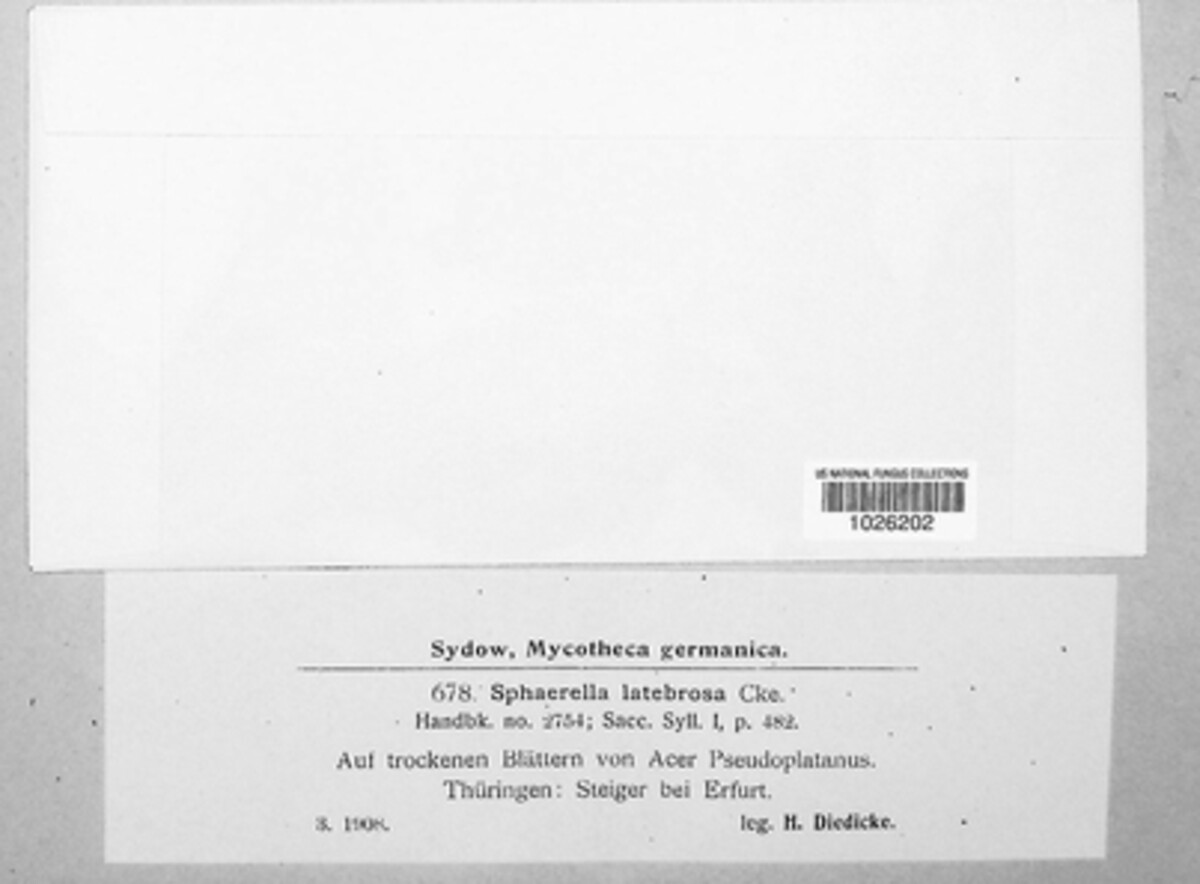 US NATIONAL FUNGUS COLLECTIONS
1026202
Sydow, Mycotheca germanica.
678. Sphaerella latebrosa Cke.
Handbk. no. 2754; Sacc. Syll. I, p. 482.
Auf trockenen Blättern von Acer Pseudoplatanus.
Thüringen: Steiger bei Erfurt.
3. 1908. leg. H. Diedicke.